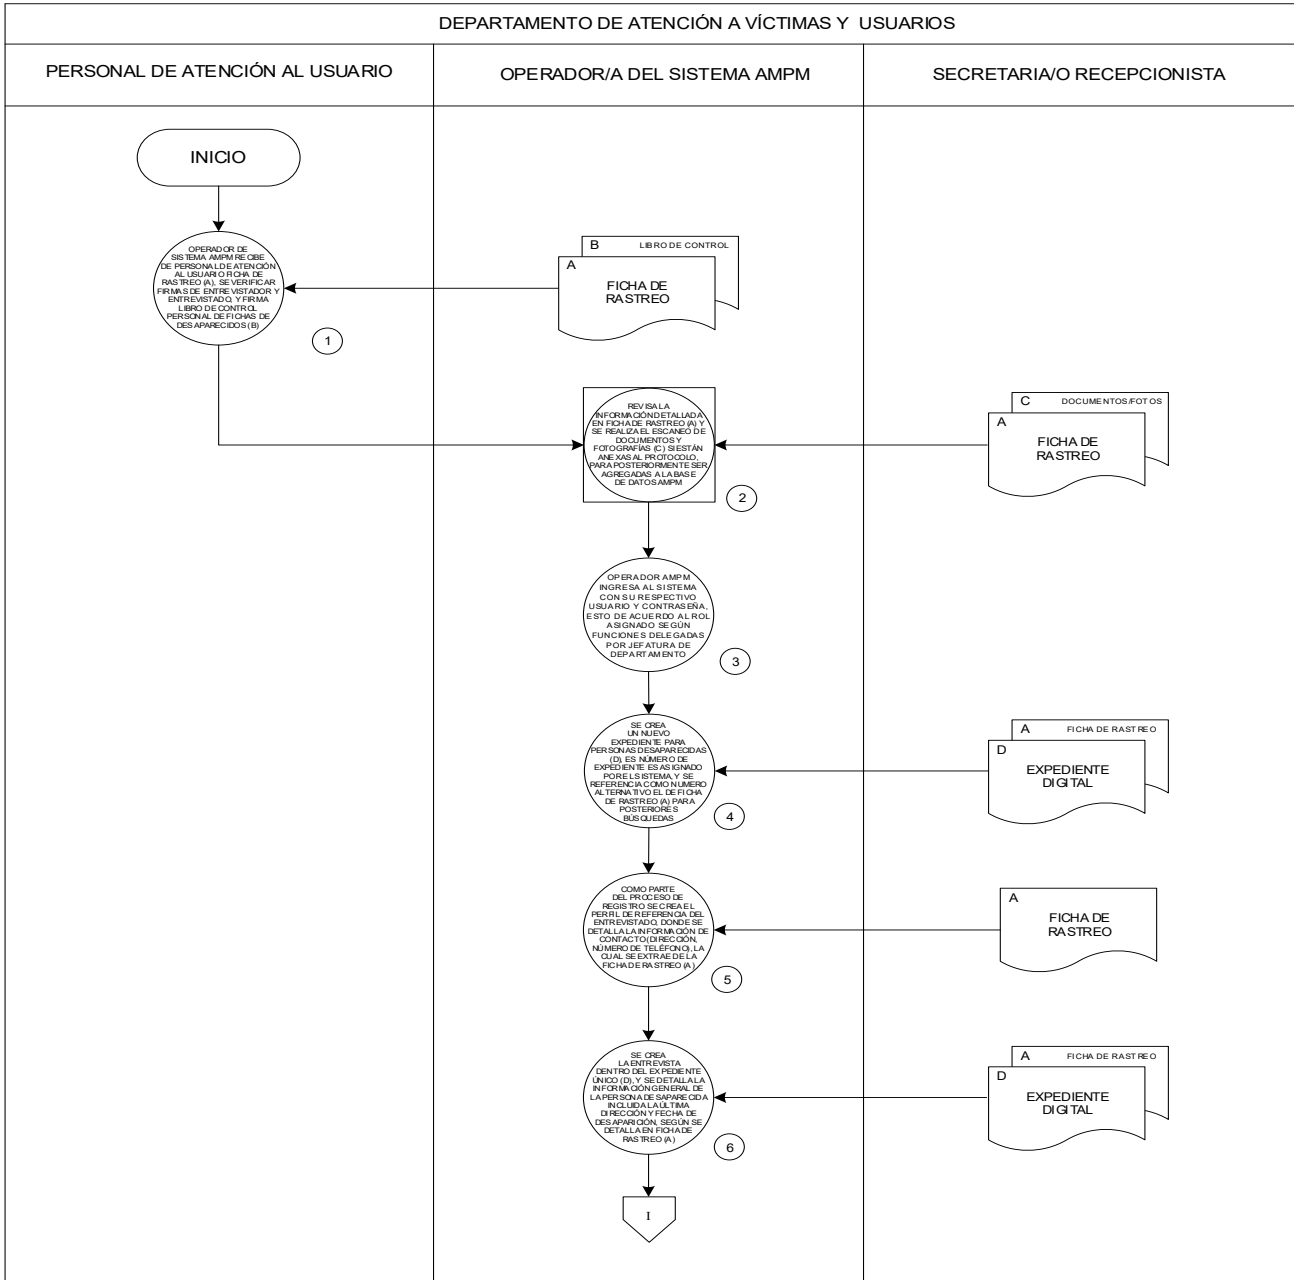 DEPARTAMENTO DE ATENCIÓN A VÍCTIMAS Y USUARIOS
PERSONAL DE ATENCIÓN AL USUARIO
OPERADOR/A DEL SISTEMA AMPM
SECRETARIA/O RECEPCIONISTA
INICIO
OPERADOR DE
SISTEMA AMPM RECIBE
DE PERSONAL DE ATENCIÓN
AL USUARIO FICHA DE
RASTREO (A), SE VERIFICAR
FIRMAS DE ENTREVISTADOR Y
ENTREVISTADO, Y FIRMA
LIBRO DE CONTROL
PERSONAL DE FICHAS DE
DESAPARECIDOS (B)
1
B LIBRO DE CONTROL
A
FICHA DE
RASTREO
REVISA LA
INFORMACIÓN DETALLADA
EN FICHA DE RASTREO (A) Y
SE REALIZA EL ESCANEO DE
DOCUMENTOS Y
FOTOGRAFÍAS (C) SI ESTÁN
ANEXAS AL PROTOCOLO,
PARA POSTERIORMENTE SER
AGREGADAS A LA BASE
DE DATOS AMPM
2
C DOCUMENTOS/FOTOS
A
FICHA DE
RASTREO
OPERADOR AMPM
INGRESA AL SISTEMA
CON SU RESPECTIVO
USUARIO Y CONTRASEÑA,
ESTO DE ACUERDO AL ROL
ASIGNADO SEGÚN
FUNCIONES DELEGADAS
POR JEFATURA DE
DEPARTAMENTO
3
SE CREA
UN NUEVO
EXPEDIENTE PARA
PERSONAS DESAPARECIDAS
(D), ES NÚMERO DE
EXPEDIENTE ES ASIGNADO
POR EL SISTEMA, Y SE
REFERENCIA COMO NUMERO
ALTERNATIVO EL DE FICHA
DE RASTREO (A) PARA
POSTERIORES
BÚSQUEDAS
4
A FICHA DE RASTREO
D
EXPEDIENTE
DIGITAL
COMO PARTE
DEL PROCESO DE
REGISTRO SE CREA EL
PERFIL DE REFERENCIA DEL
ENTREVISTADO, DONDE SE
DETALLA LA INFORMACIÓN DE
CONTACTO (DIRECCIÓN,
NÚMERO DE TELÉFONO), LA
CUAL SE EXTRAE DE LA
FICHA DE RASTREO (A)
5
A
FICHA DE
RASTREO
SE CREA
LA ENTREVISTA
DENTRO DEL EXPEDIENTE
ÚNICO (D), Y SE DETALLA LA
INFORMACIÓN GENERAL DE
LA PERSONA DESAPARECIDA
INCLUIDA LA ÚLTIMA
DIRECCIÓN Y FECHA DE
DESAPARICIÓN, SEGÚN SE
DETALLA EN FICHA DE
RASTREO (A)
6
A FICHA DE RASTREO
D
EXPEDIENTE
DIGITAL
I